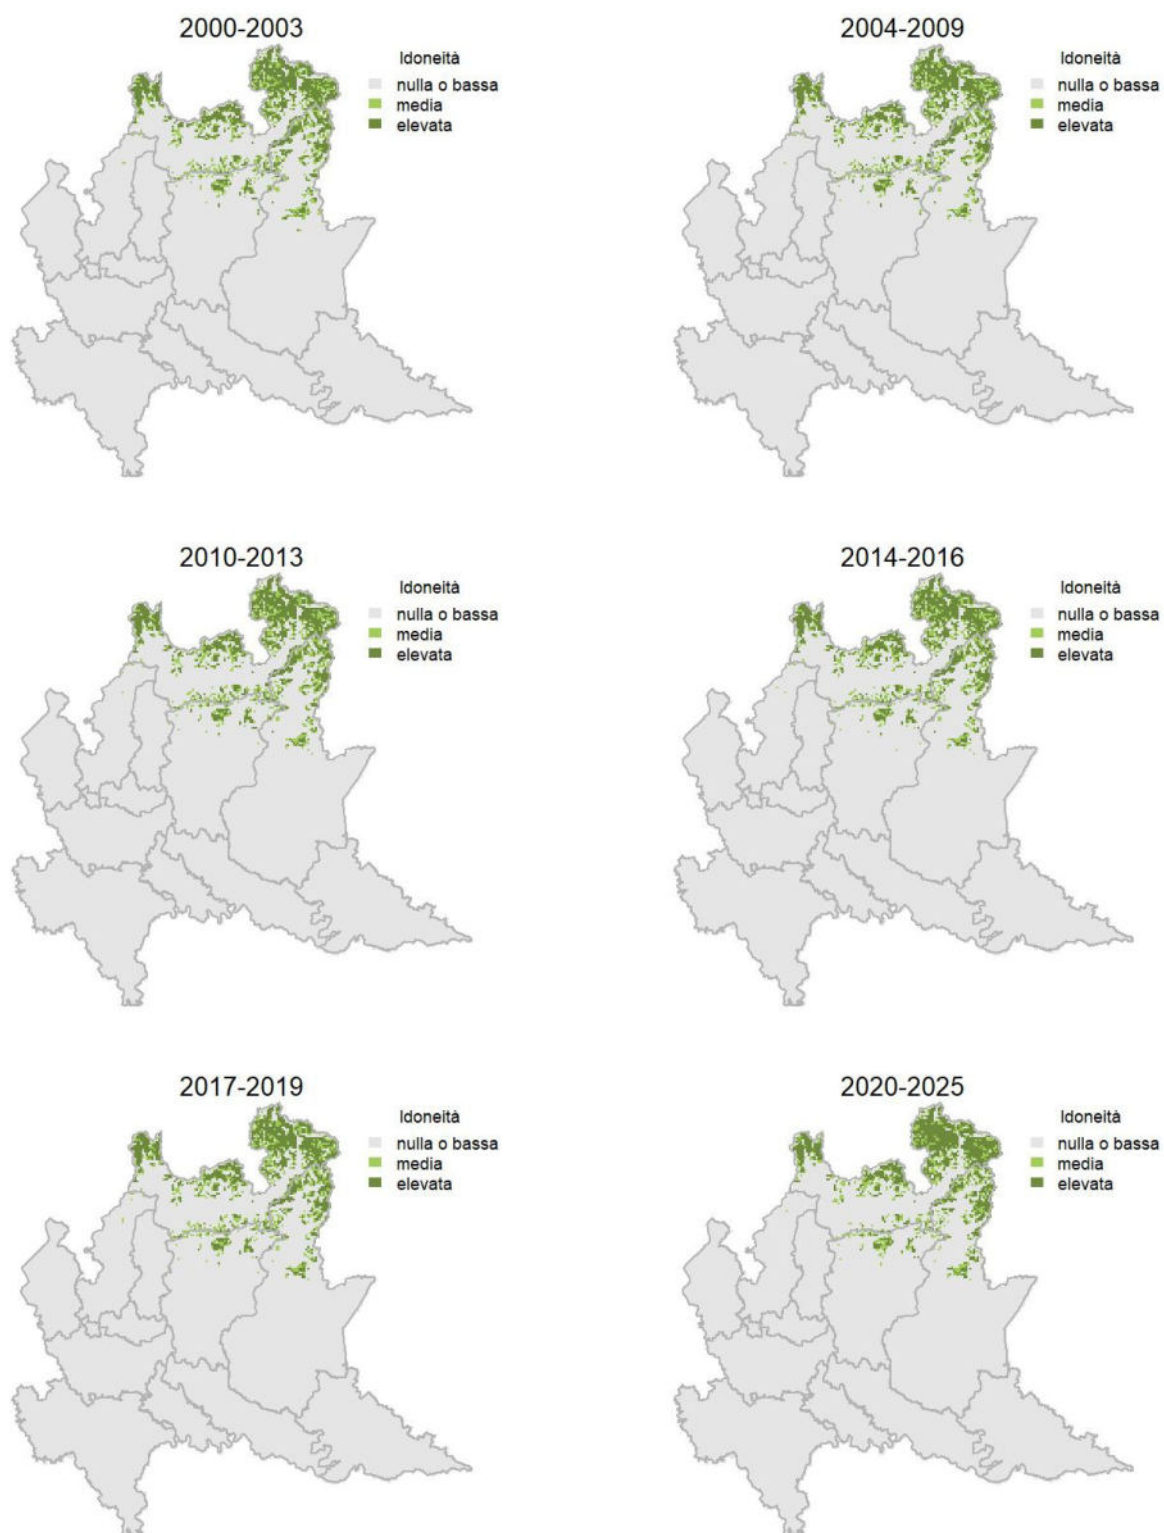 2000-2003
Idoneità
nulla o bassa
media
elevata
2004-2009
Idoneità
nulla o bassa
media
elevata
2010-2013
Idoneità
nulla o bassa
media
elevata
2014-2016
Idoneità
nulla o bassa
media
elevata
2017-2019
Idoneità
nulla o bassa
media
elevata
2020-2025
Idoneità
nulla o bassa
media
elevata